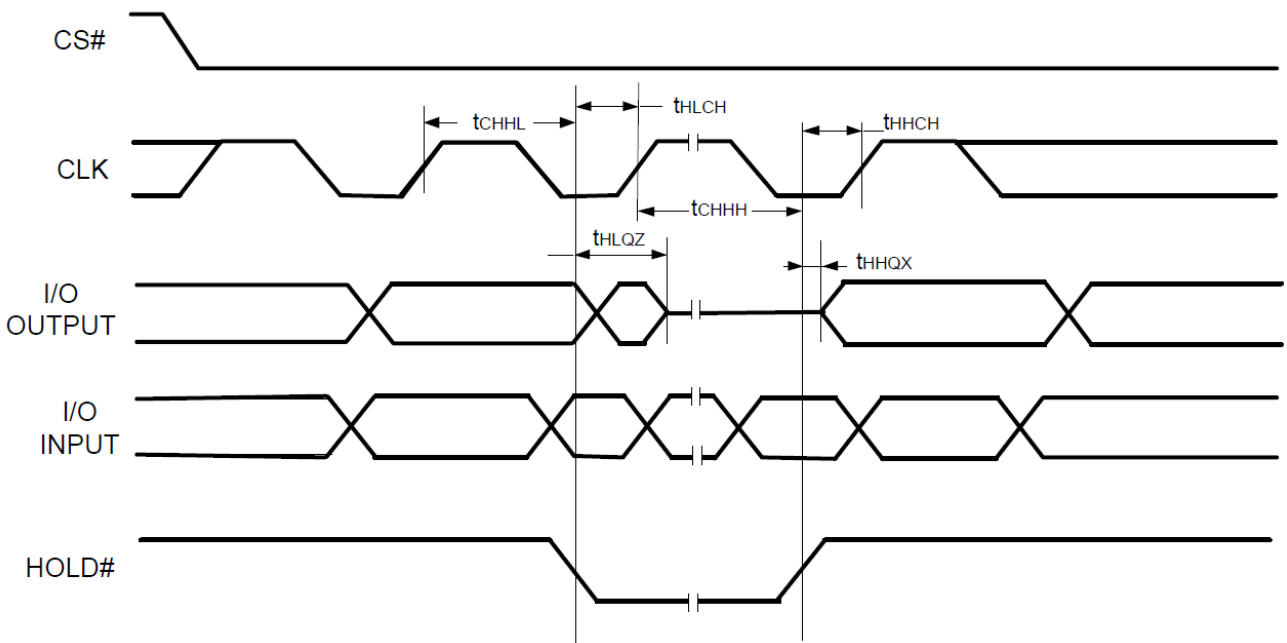 CS#
tCHHL
tHLCH
tHHCH
CLK
tCHHH
tHLQZ
tHHQX
I/O
OUTPUT
I/O
INPUT
HOLD#